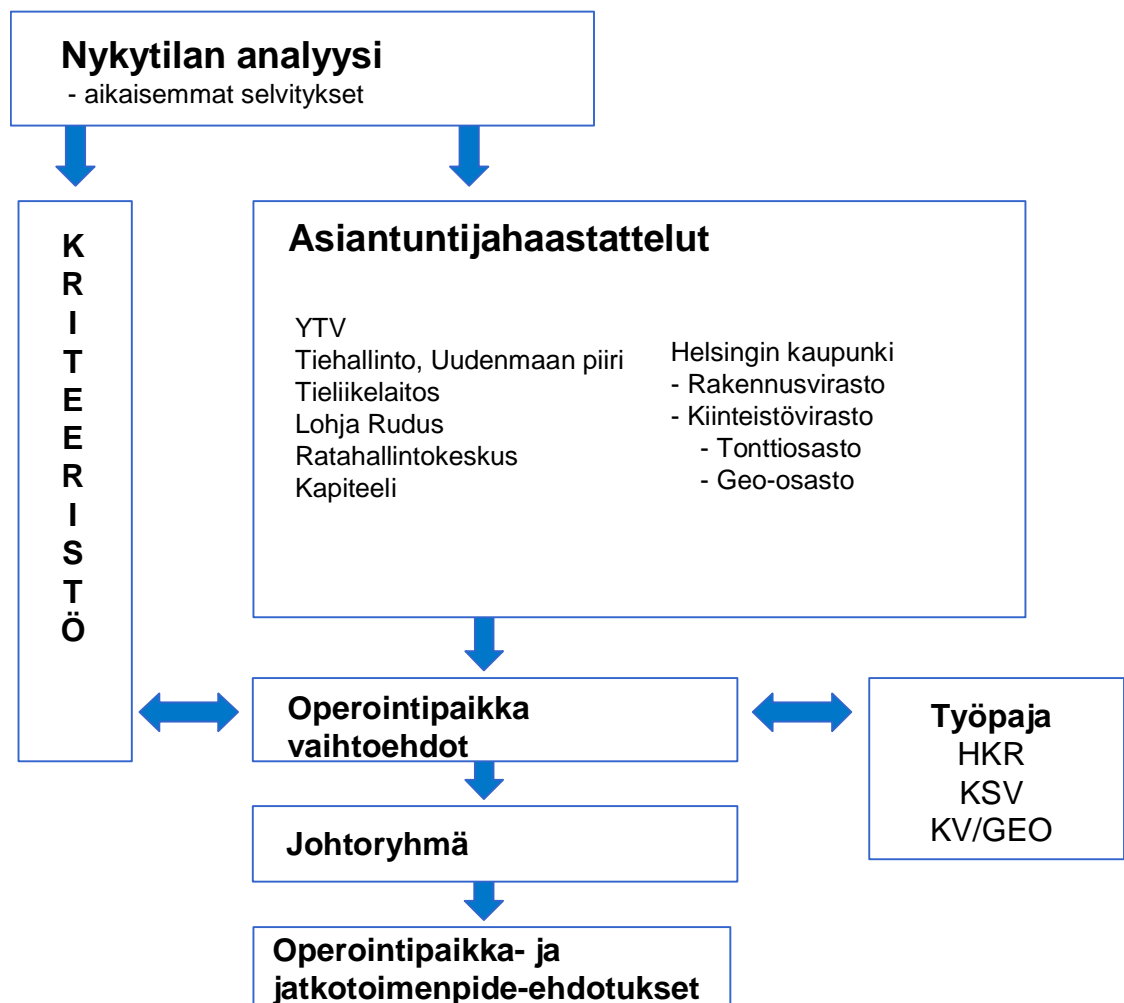 Nykytilan analyysi
- aikaisemmat selvitykset
K
R
I
T
E
E
R
I
S
T
Ö
Asiantuntijahaastattelut
YTV
Tiehallinto, Uudenmaan piiri
Tieliikelaitos
Lohja Rudus
Ratahallintokeskus
Kapiteeli
Helsingin kaupunki
- Rakennusvirasto
- Kiinteistövirasto
- Tonttiosasto
- Geo-osasto
Operointipaikka
vaihtoehdot
Työpaja
HKR
KSV
KV/GEO
Johtoryhmä
Operointipaikka- ja
jatkotoimenpide-ehdotukset